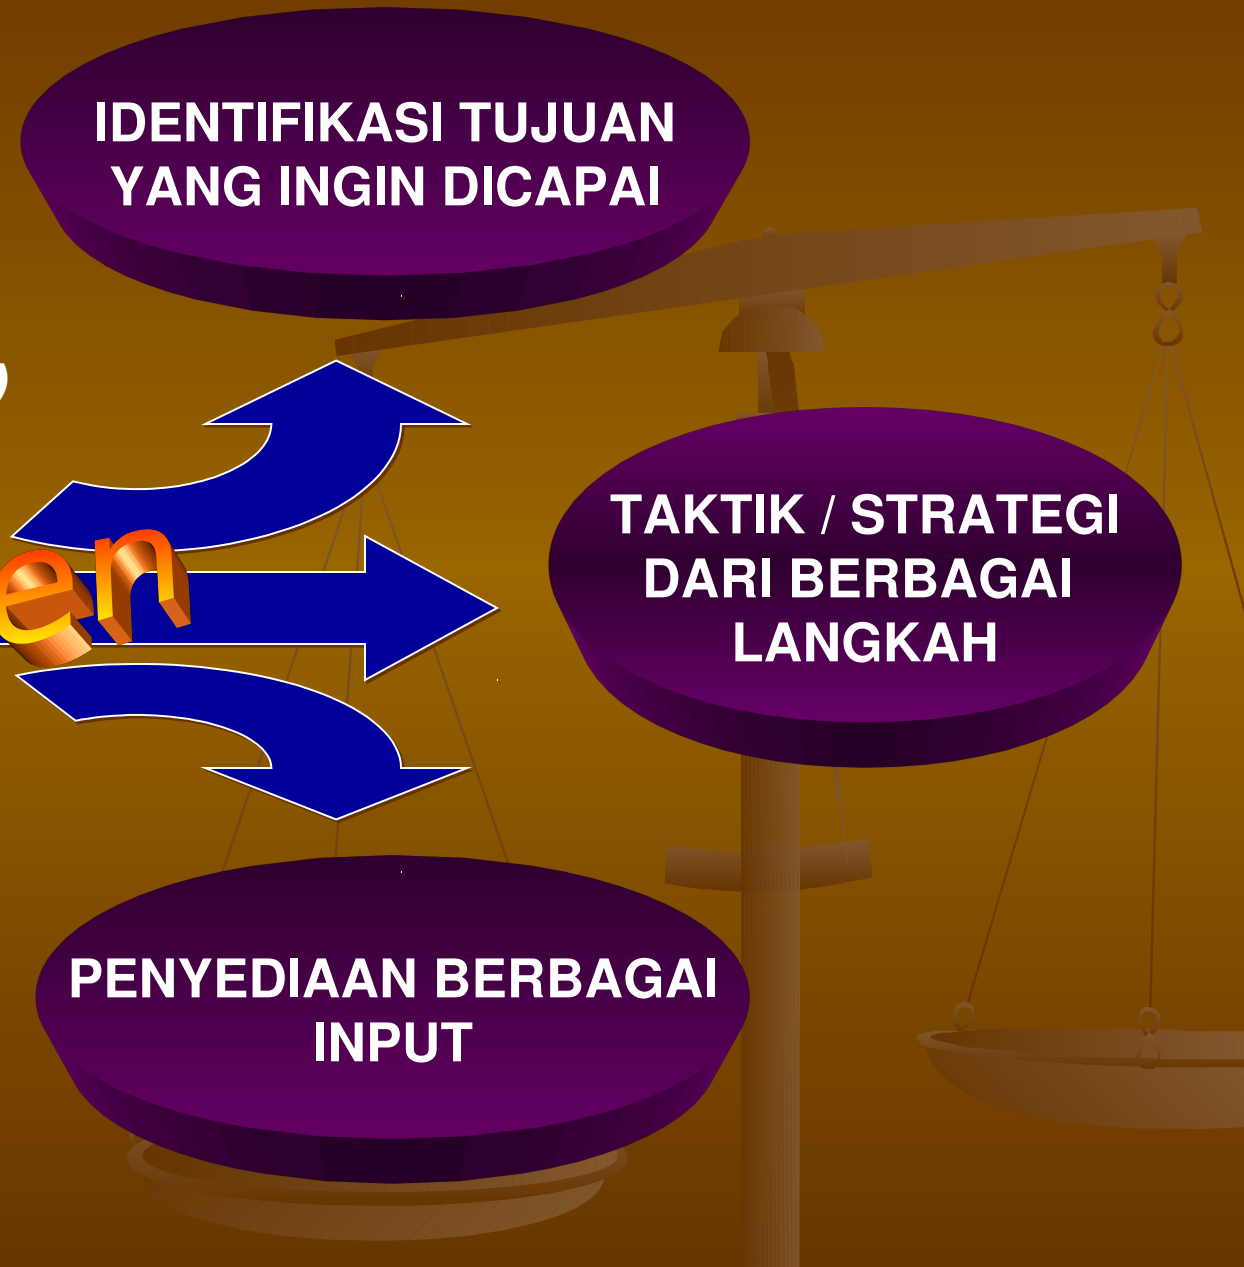 IDENTIFIKASI TUJUAN
YANG INGIN DICAPAI
TAKTIK / STRATEGI
DARI BERBAGAI
LANGKAH
en
PENYEDIAAN BERBAGAI
INPUT